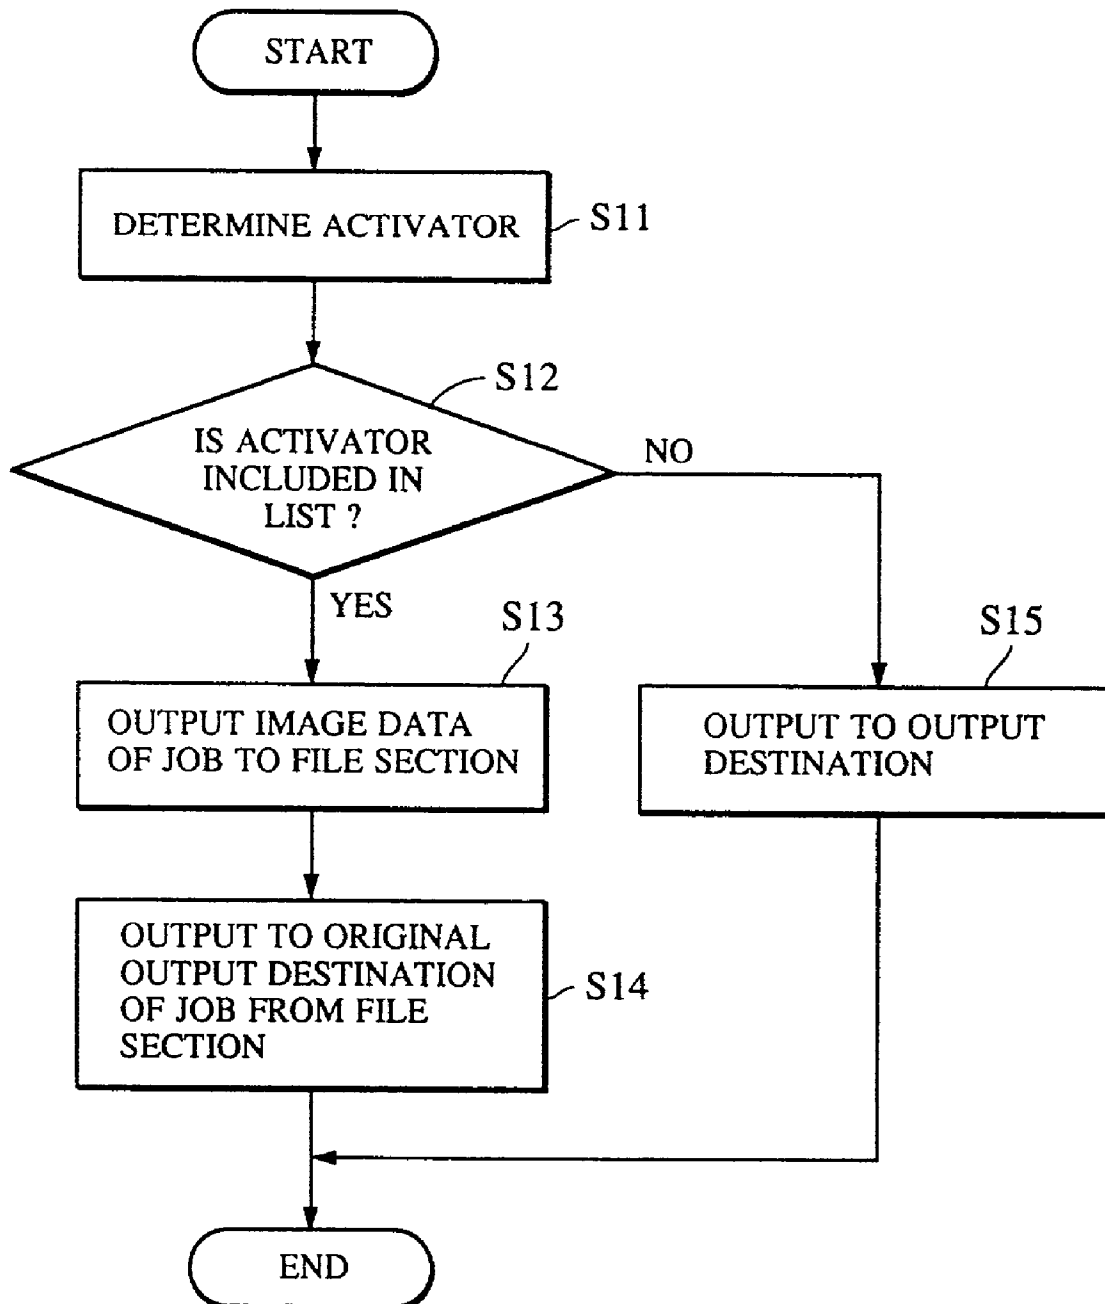 START
DETERMINE ACTIVATOR
S11
S12
IS ACTIVATOR
INCLUDED IN
LIST ?
NO
YES
S13
OUTPUT IMAGE DATA
OF JOB TO FILE SECTION
S15
OUTPUT TO OUTPUT
DESTINATION
OUTPUT TO ORIGINAL
OUTPUT DESTINATION
OF JOB FROM FILE
SECTION
S14
END